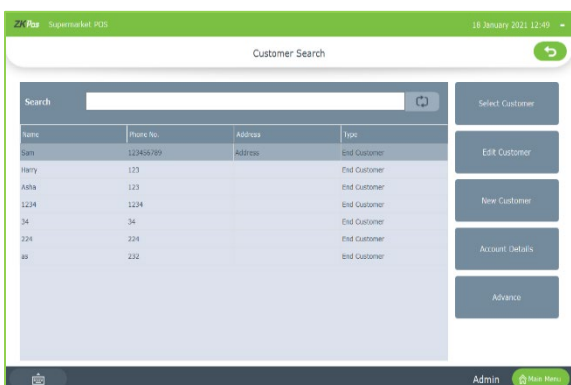 ZKPos Supermarket POS 18 January 2021 12:49
Customer Search
Search
Select Customer
Name Phone No. Address Type
Sam 123456789 Address End Customer
Edit Customer
Harry 123 End Customer
Asha 123 End Customer
1234 1234 End Customer
New Customer
34 34 End Customer
224 224 End Customer
as 232 End Customer
Account Details
Advance
Admin Main Menu